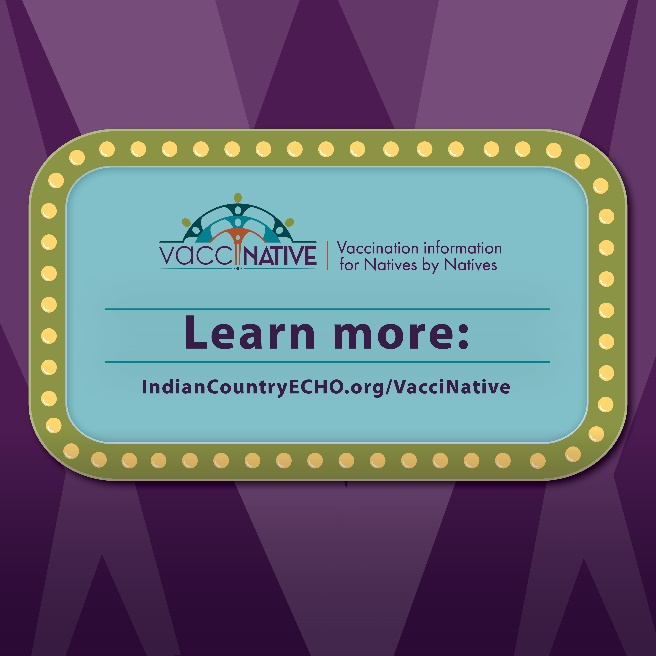 vacciNATIVE
Vaccination information
for Natives by Natives
Learn more:
IndianCountryECHO.org/VacciNative